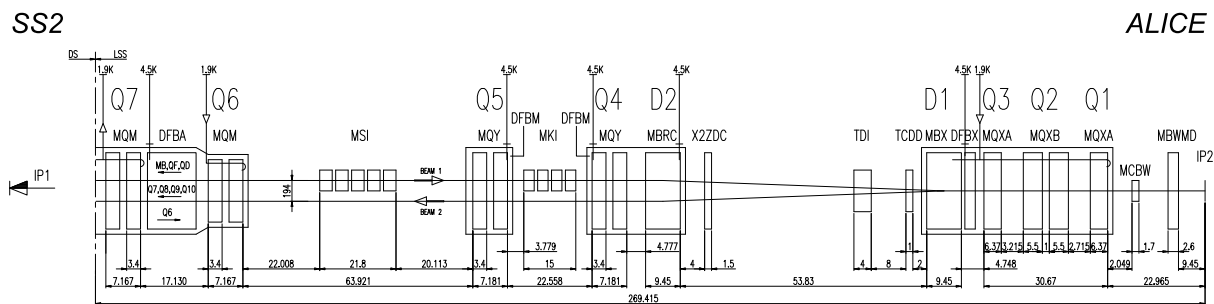 SS2 ALICE
DS LSS
1.9K 4.5K 1.9K 4.5K 4.5K 4.5K 4.5K 1.9K
Q7 Q6 Q5 Q4 D2 D1 Q3 Q2 Q1
DFBM DFBM
MQM DFBA MQM MSI MQY MKI MQY MBRC X2ZDC TDI TCDD MBX DFBX MQXA MQXB MQXA MBWMD
MCBW IP2
MB,QF,QD
IP1 BEAM 1
Q7,Q8,Q9,Q10 194
BEAM 2
Q6
3.779 4.777 1 6.37 3.215 5.5 1 5.5 2.715 6.37 1.7 2.6
3.4 3.4 3.4 15 3.4 4 1.5 4 8 2 4.748 2.049 9.45
22.008 21.8 20.113
7.167 17.130 7.167 63.921 7.181 22.558 7.181 9.45 53.83 9.45 30.67 22.965
269.415